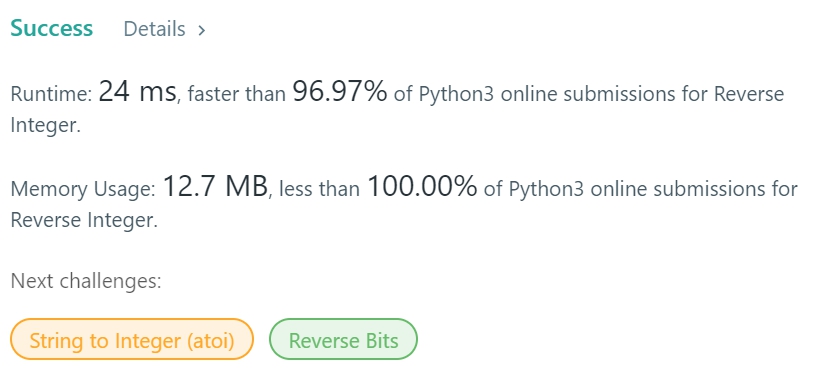 Success Details >
Runtime: 24 ms, faster than 96.97% of Python3 online submissions for Reverse
Integer.
Memory Usage: 12.7 MB, less than 100.00% of Python3 online submissions for
Reverse Integer.
Next challenges:
String to Integer (atoi) Reverse Bits